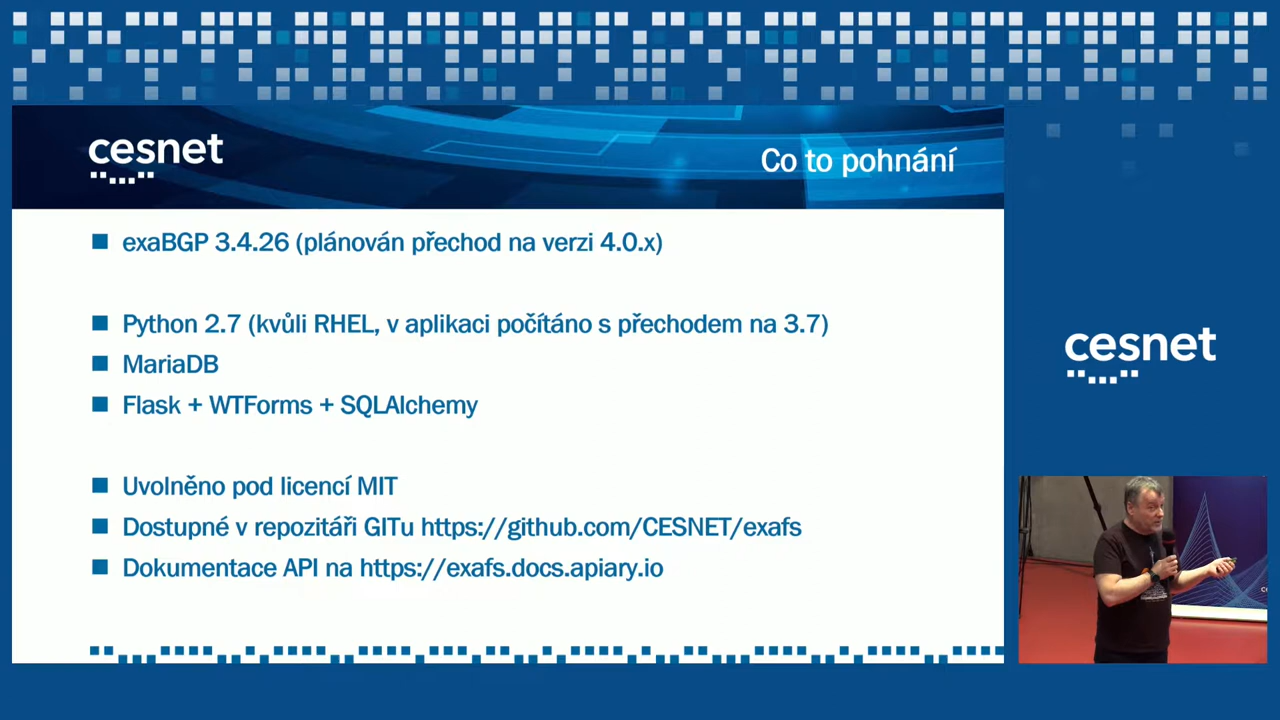 cesnet
Co to pohnání
exaBGP 3.4.26 (plánován přechod na verzi 4.0.x)
Python 2.7 (kvůli RHEL, v aplikaci počítáno s přechodem na 3.7)
MariaDB
Flask + WTForms + SQLAlchemy
Uvolněno pod licencí MIT
Dostupné v repozitáři GITu https://github.com/CESNET/exafs
Dokumentace API na https://exafs.docs.apiary.io
cesnet